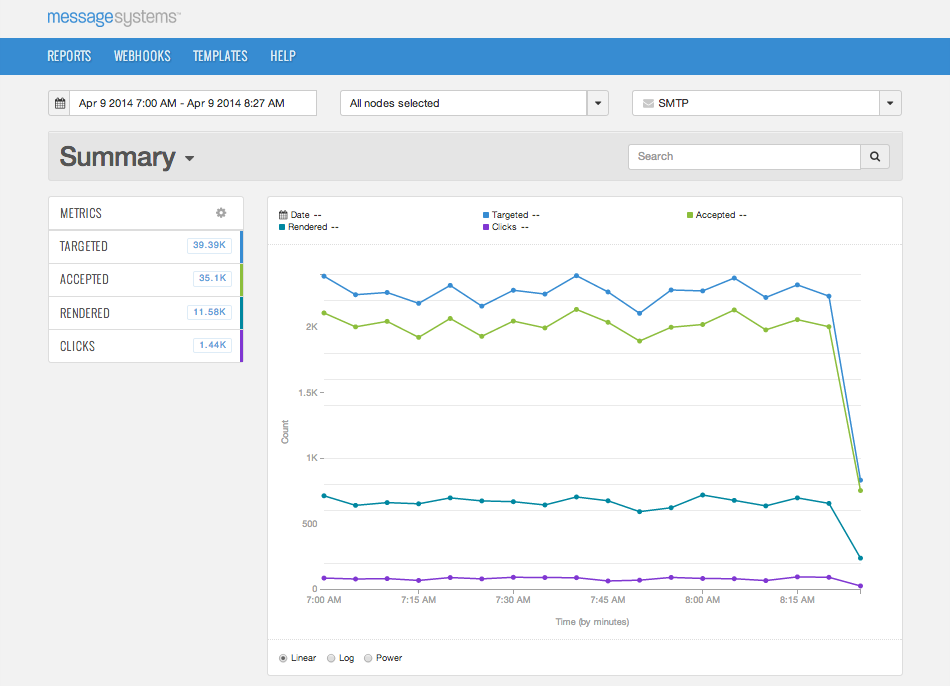 messagesystems™
REPORTS WEBHOOKS TEMPLATES HELP
Apr 9 2014 7:00 AM - Apr 9 2014 8:27 AM All nodes selected SMTP
Summary Search
METRICS
TARGETED 39.39K
ACCEPTED 35.1K
RENDERED 11.58K
CLICKS 1.44K
Date -- Targeted -- Accepted --
Rendered -- Clicks --
2K
1.5K
1K
500
0
Count
7:00 AM 7:15 AM 7:30 AM 7:45 AM 8:00 AM 8:15 AM
Time (by minutes)
Linear Log Power